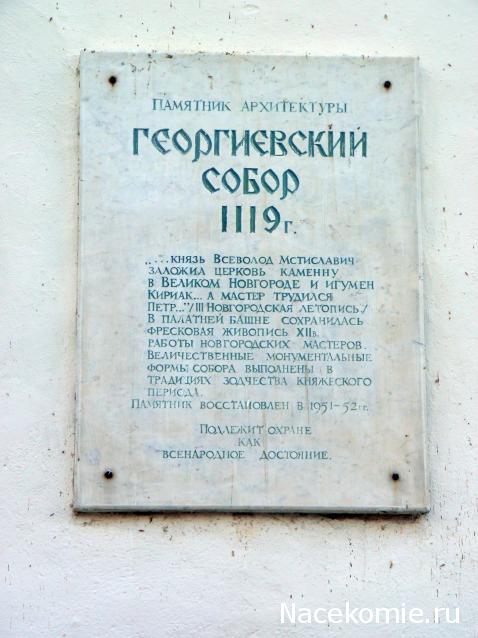 Памятник архитектуры
ГЕОРГИЕВСКИЙ
СОБОР
1119 г.
„...князь Всеволод Мстиславич
заложил церковь каменну
в Великом Новгороде и игумен
Кириак... а мастер трудился
Петр...”/III Новгородская летопись/
В палатней башне сохранилась
фресковая живопись XIIв.
работы новгородских мастеров.
Величественные монументальные
формы собора выполнены в
традициях зодчества княжеского
периода.
Памятник восстановлен в 1951-52гг.
Подлежит охране
как
всенародное достояние.
Nacekomie.ru